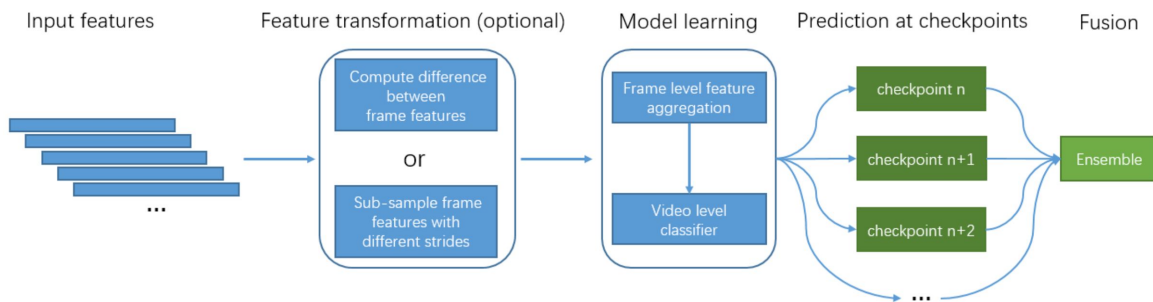 Input features
Feature transformation (optional)
Model learning
Prediction at checkpoints
Fusion
...
Compute difference
between
frame features
or
Sub-sample frame
features with
different strides
Frame level feature
aggregation
Video level
classifier
checkpoint n
checkpoint n+1
checkpoint n+2
...
Ensemble